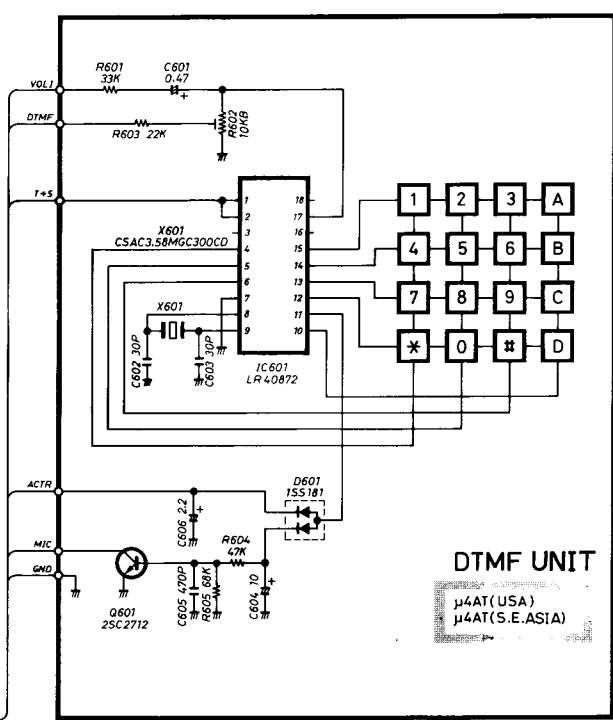 R601
33K
C601
0.47
VOL1
DTMF
R603 22K
R602
10KB
T+5
X601
CSAC3.58MGC300CD
1 18
2 17
3 16
4 15
5 14
6 13
7 12
8 11
9 10
X601
C602 30P
C603 30P
IC601
LR40872
1 2 3 A
4 5 6 B
7 8 9 C
* 0 # D
ACTR
D601
1SS181
C606 2.2
MIC
R604
47K
GND
Q601
2SC2712
C605 470P
R605 68K
C604 10
DTMF UNIT
μ4AT(USA)
μ4AT(S.E.ASIA)